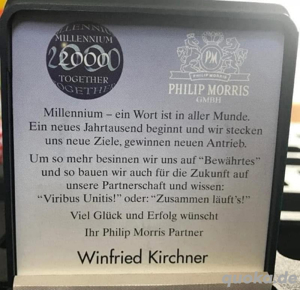 MILLENNIUM
2000
TOGETHER
PM
PHILIP MORRIS
GMBH
Millennium – ein Wort ist in aller Munde.
Ein neues Jahrtausend beginnt und wir stecken
uns neue Ziele, gewinnen neuen Antrieb.
Um so mehr besinnen wir uns auf “Bewährtes”
und so bauen wir auch für die Zukunft auf
unsere Partnerschaft und wissen:
“Viribus Unitis!” oder: “Zusammen läuft's!”
Viel Glück und Erfolg wünscht
Ihr Philip Morris Partner
Winfried Kirchner